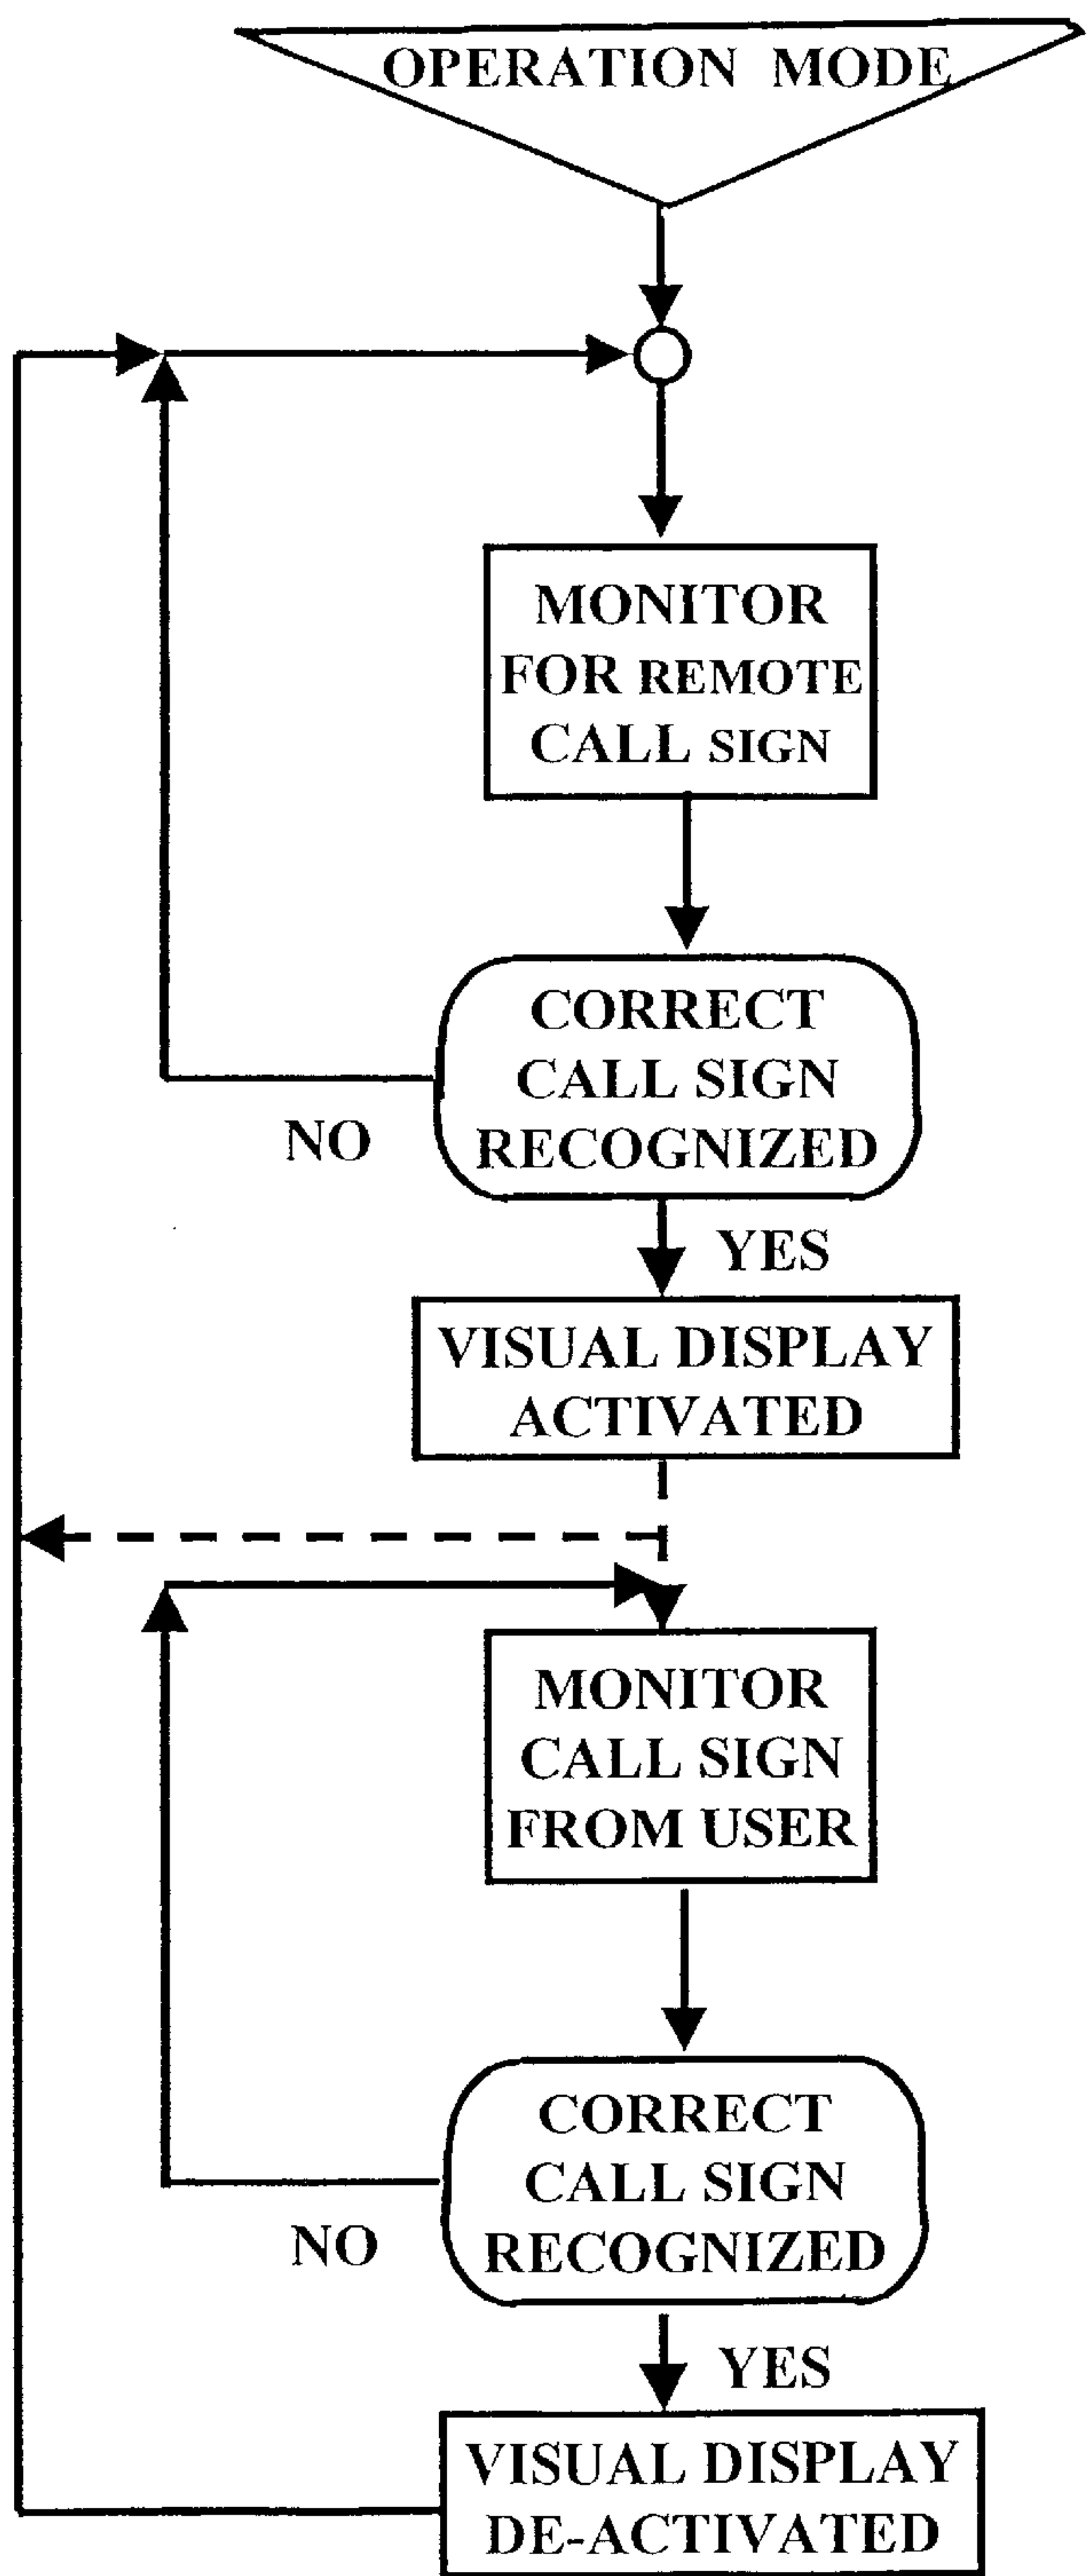 OPERATION MODE
MONITOR
FOR REMOTE
CALL SIGN
CORRECT
CALL SIGN
RECOGNIZED
NO
YES
VISUAL DISPLAY
ACTIVATED
MONITOR
CALL SIGN
FROM USER
CORRECT
CALL SIGN
RECOGNIZED
NO
YES
VISUAL DISPLAY
DE-ACTIVATED